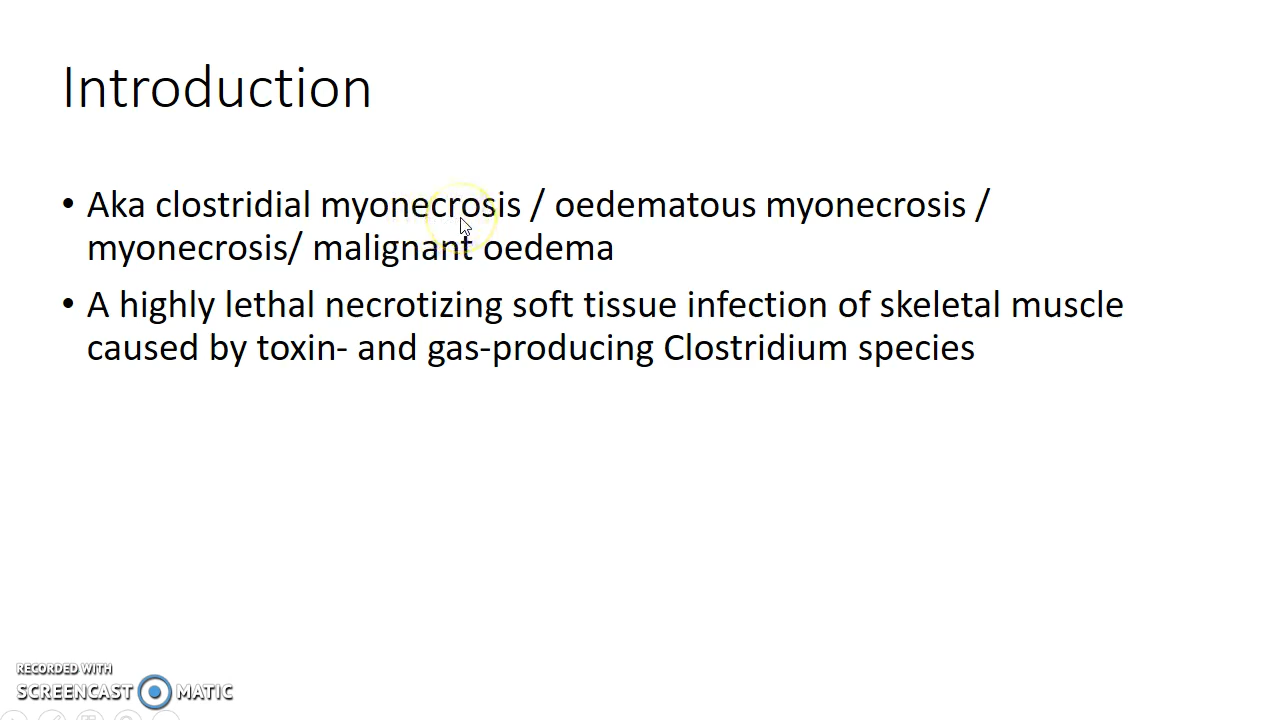 Introduction
• Aka clostridial myonecrosis / oedematous myonecrosis /
myonecrosis/ malignant oedema
• A highly lethal necrotizing soft tissue infection of skeletal muscle
caused by toxin- and gas-producing Clostridium species
RECORDED WITH
SCREENCAST MATIC